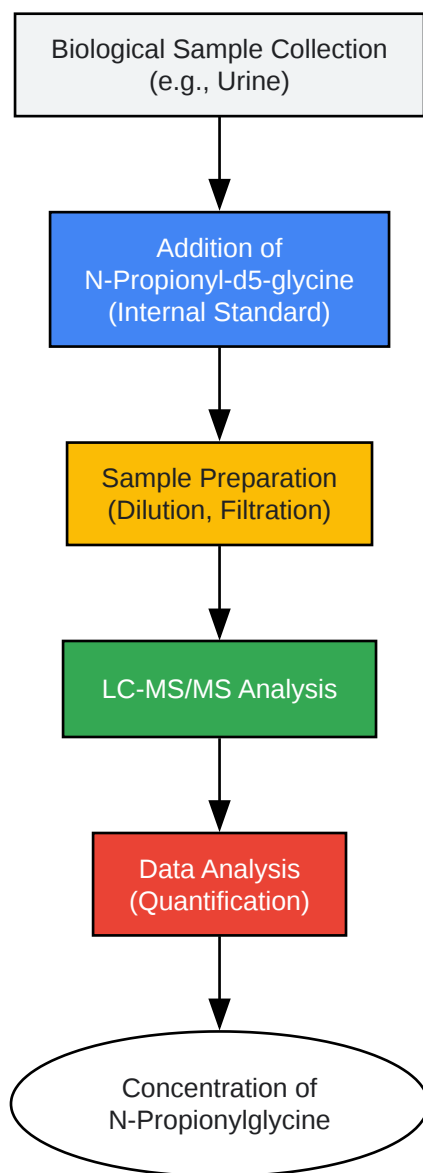 Biological Sample Collection
(e.g., Urine)
Addition of
N-Propionyl-d5-glycine
(Internal Standard)
Sample Preparation
(Dilution, Filtration)
LC-MS/MS Analysis
Data Analysis
(Quantification)
Concentration of
N-Propionylglycine